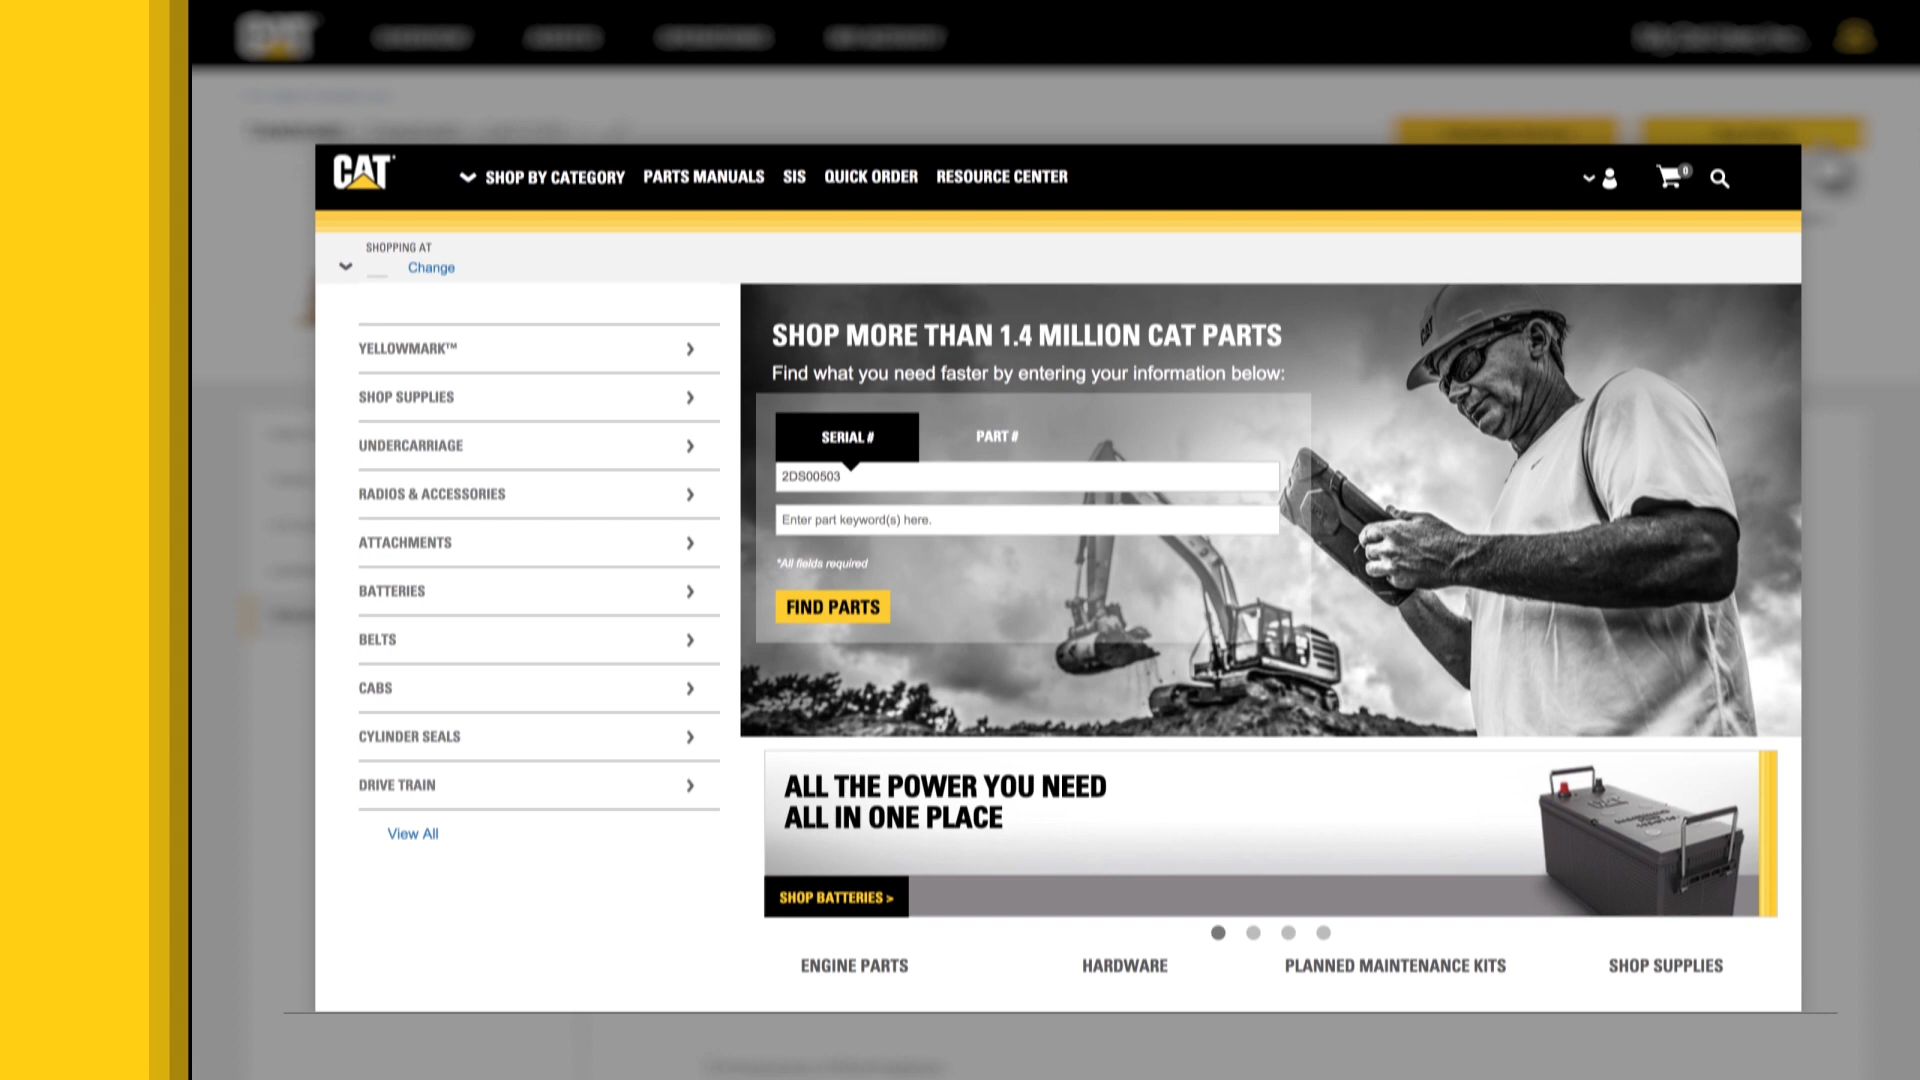 CAT
SHOP BY CATEGORY PARTS MANUALS SIS QUICK ORDER RESOURCE CENTER
0
SHOPPING AT
Change
YELLOWMARK™
SHOP SUPPLIES
UNDERCARRIAGE
RADIOS & ACCESSORIES
ATTACHMENTS
BATTERIES
BELTS
CABS
CYLINDER SEALS
DRIVE TRAIN
View All
SHOP MORE THAN 1.4 MILLION CAT PARTS
Find what you need faster by entering your information below:
SERIAL # PART #
2DS00503
Enter part keyword(s) here.
*All fields required
FIND PARTS
ALL THE POWER YOU NEED
ALL IN ONE PLACE
SHOP BATTERIES >
ENGINE PARTS HARDWARE PLANNED MAINTENANCE KITS SHOP SUPPLIES